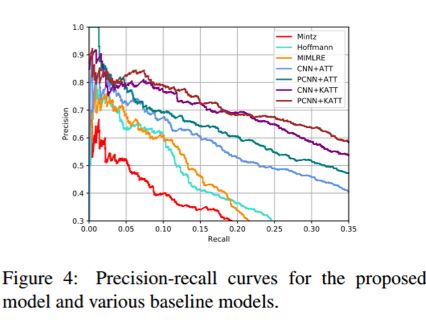 1.0
0.9
0.8
0.7
0.6
0.5
0.4
0.3
Precision
0.00 0.05 0.10 0.15 0.20 0.25 0.30 0.35
Recall
Mintz
Hoffmann
MIMLRE
CNN+ATT
PCNN+ATT
CNN+KATT
PCNN+KATT
Figure 4: Precision-recall curves for the proposed
model and various baseline models.